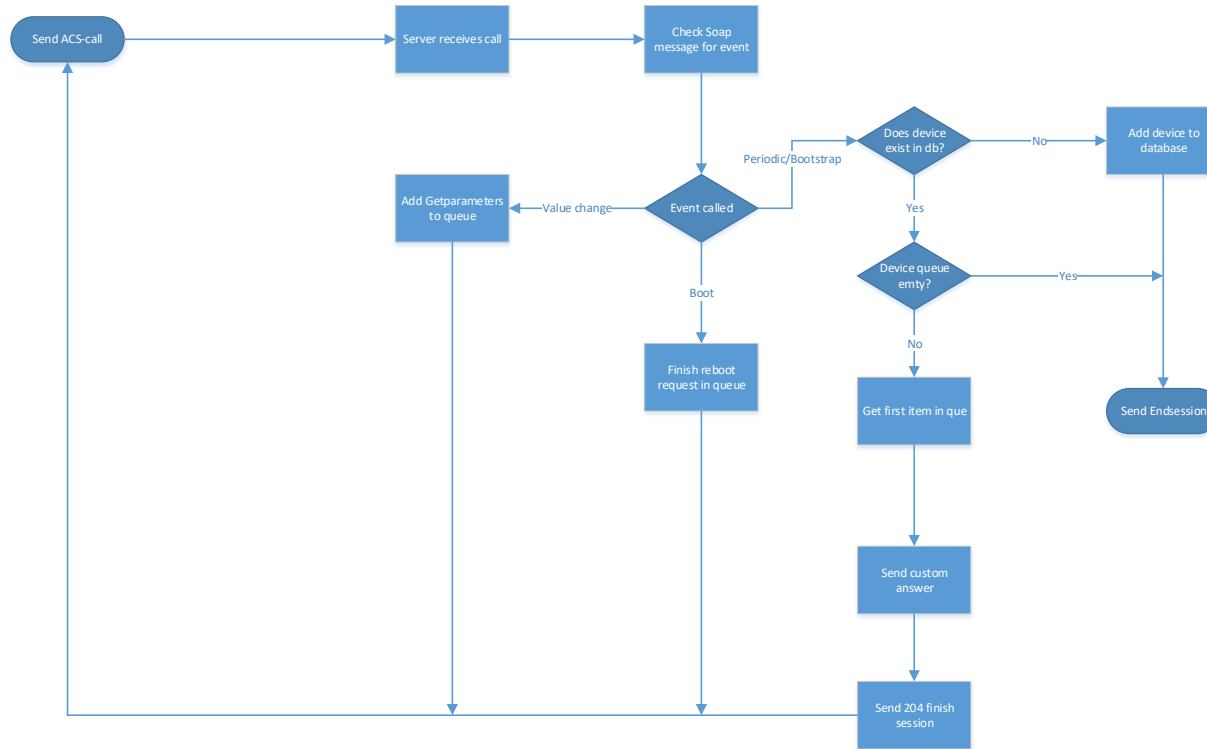 Send ACS-call
Server receives call
Check Soap
message for event
Does device
exist in db?
No
Add device to
database
Periodic/Bootstrap
Add Getparameters
to queue
Value change
Event called
Yes
Device queue
emty?
Yes
Boot
No
Finish reboot
request in queue
Get first item in que
Send Endsession
Send custom
answer
Send 204 finish
session